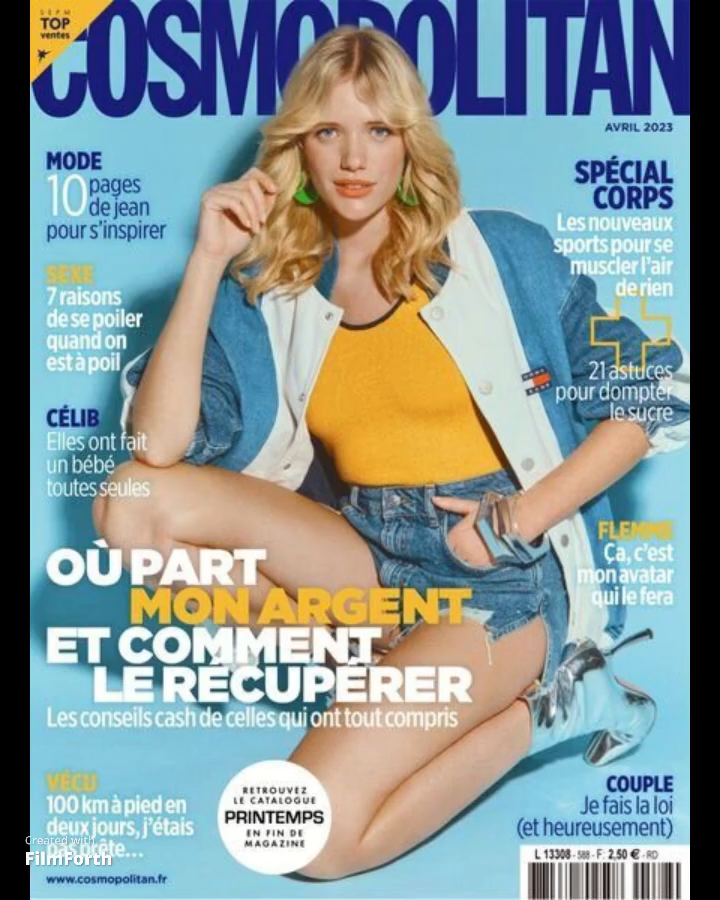 SEPM
TOP
ventes
COSMOPOLITAN
AVRIL 2023
MODE
10 pages
de jean
pour s'inspirer
SEXE
7 raisons
de se poiler
quand on
est à poil
CÉLIB
Elles ont fait
un bébé
toutes seules
SPÉCIAL
CORPS
Les nouveaux
sports pour se
muscler l'air
de rien
21 astuces
pour dompter
le sucre
FLEMME
Ça, c'est
mon avatar
qui le fera
OÙ PART
MON ARGENT
ET COMMENT
LE RÉCUPÉRER
Les conseils cash de celles qui ont tout compris
VÉCU
100 km à pied en
deux jours, j'étais
pas prête...
Created with
FilmForth
www.cosmopolitan.fr
RETROUVEZ
LE CATALOGUE
PRINTEMPS
EN FIN DE
MAGAZINE
COUPLE
Je fais la loi
(et heureusement)
L 13308 - 588 - F: 2,50 € - RD